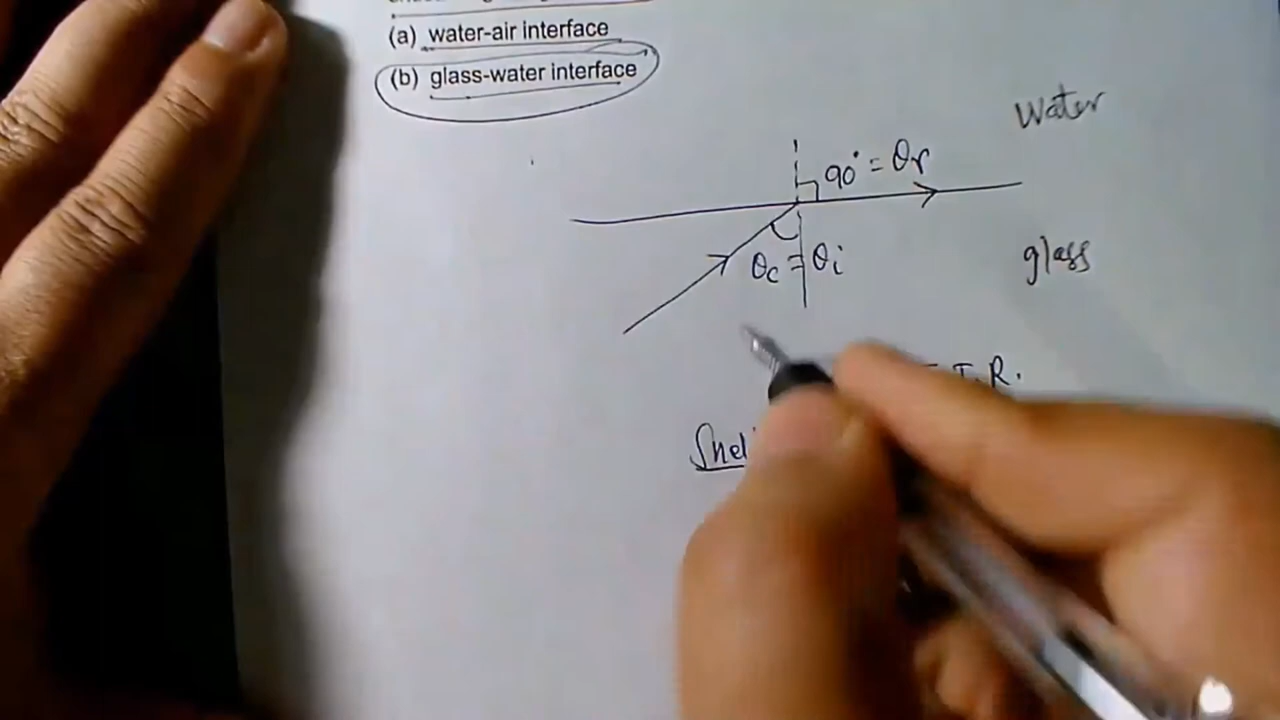 (a) water-air interface
(b) glass-water interface
Water
90° = θr
θc = θi
glass
T.I.R.